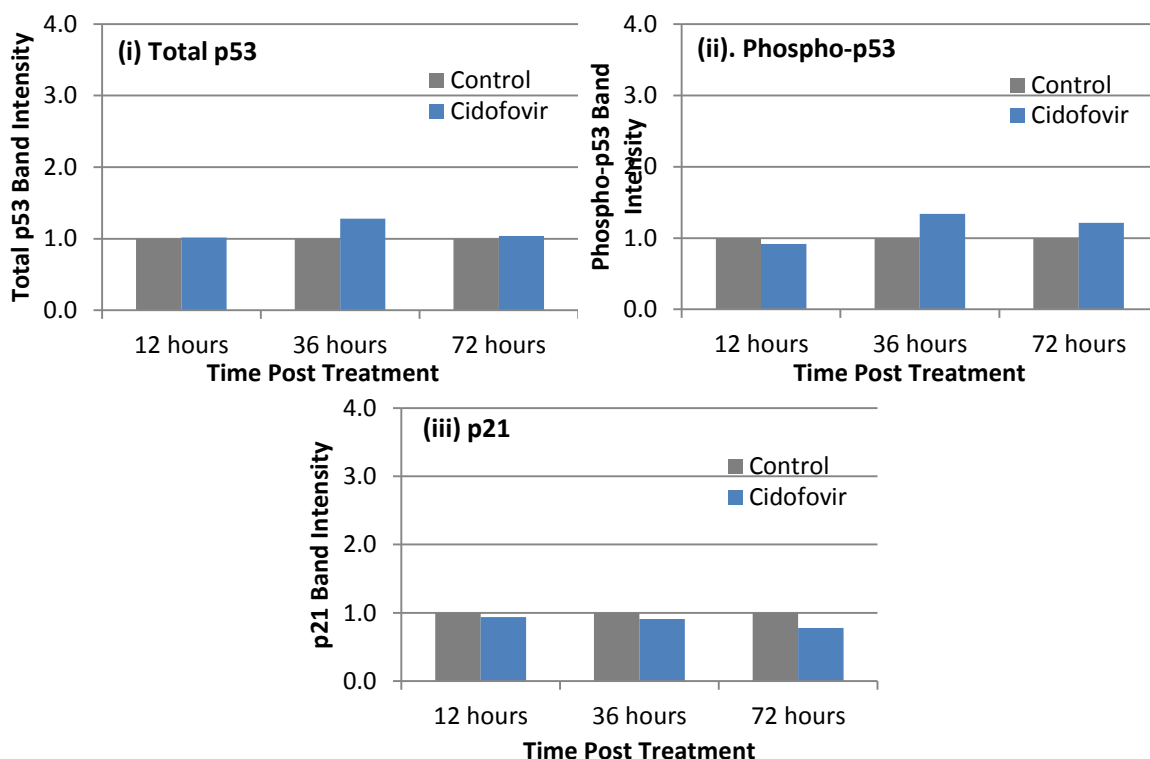 (i) Total p53
Total p53 Band Intensity
4.0
3.0
2.0
1.0
0.0
Control
Cidofovir
12 hours 36 hours 72 hours
Time Post Treatment
(ii). Phospho-p53
Phospho-p53 Band
Intensity
4.0
3.0
2.0
1.0
0.0
Control
Cidofovir
12 hours 36 hours 72 hours
Time Post Treatment
(iii) p21
p21 Band Intensity
4.0
3.0
2.0
1.0
0.0
Control
Cidofovir
12 hours 36 hours 72 hours
Time Post Treatment